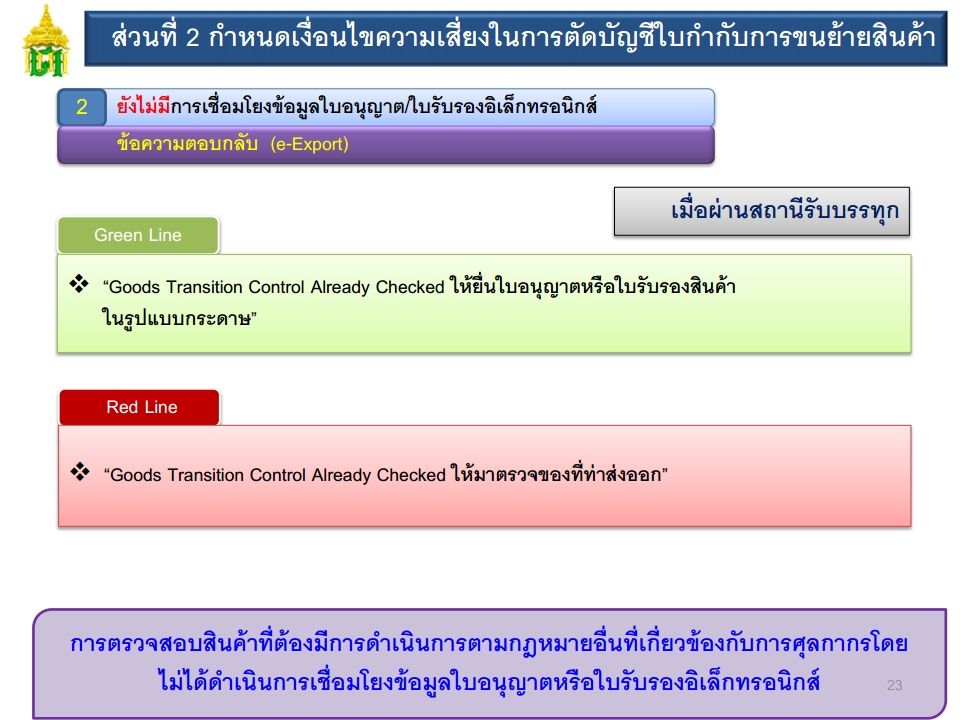 ส่วนที่ 2 กำหนดเงื่อนไขความเสี่ยงในการตัดบัญชีใบกำกับการขนย้ายสินค้า
2 ยังไม่มีการเชื่อมโยงข้อมูลใบอนุญาต/ใบรับรองอิเล็กทรอนิกส์
ข้อความตอบกลับ (e-Export)
เมื่อผ่านสถานีรับบรรทุก
Green Line
❖ “Goods Transition Control Already Checked ให้ยื่นใบอนุญาตหรือใบรับรองสินค้า
ในรูปแบบกระดาษ”
Red Line
❖ “Goods Transition Control Already Checked ให้มาตรวจของที่ท่าส่งออก”
การตรวจสอบสินค้าที่ต้องมีการดำเนินการตามกฎหมายอื่นที่เกี่ยวข้องกับการศุลกากรโดย
ไม่ได้ดำเนินการเชื่อมโยงข้อมูลใบอนุญาตหรือใบรับรองอิเล็กทรอนิกส์
23